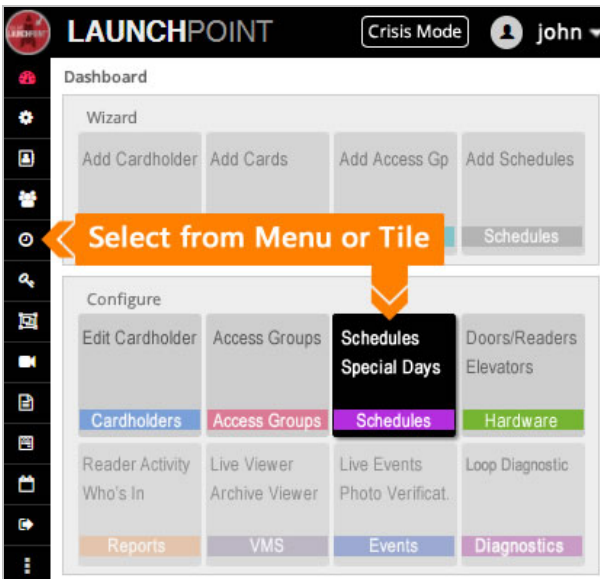 LAUNCHPOINT
Crisis Mode
john
Dashboard
Wizard
Add Cardholder
Add Cards
Add Access Gp
Add Schedules
Schedules
Select from Menu or Tile
Configure
Edit Cardholder
Access Groups
Schedules
Special Days
Doors/Readers
Elevators
Cardholders
Access Groups
Schedules
Hardware
Reader Activity
Who's In
Live Viewer
Archive Viewer
Live Events
Photo Verificat.
Loop Diagnostic
Reports
VMS
Events
Diagnostics